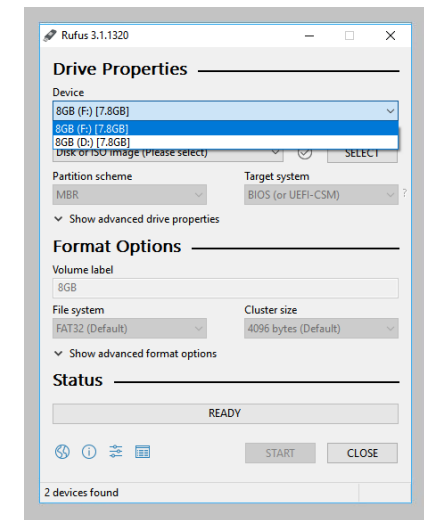 Rufus 3.1.1320
Drive Properties
Device
8GB (F:) [7.8GB]
8GB (F:) [7.8GB]
8GB (D:) [7.8GB]
Disk or ISO image (Please select)
SELECT
Partition scheme Target system
MBR BIOS (or UEFI-CSM) ?
Show advanced drive properties
Format Options
Volume label
8GB
File system Cluster size
FAT32 (Default) 4096 bytes (Default)
Show advanced format options
Status
READY
START CLOSE
2 devices found